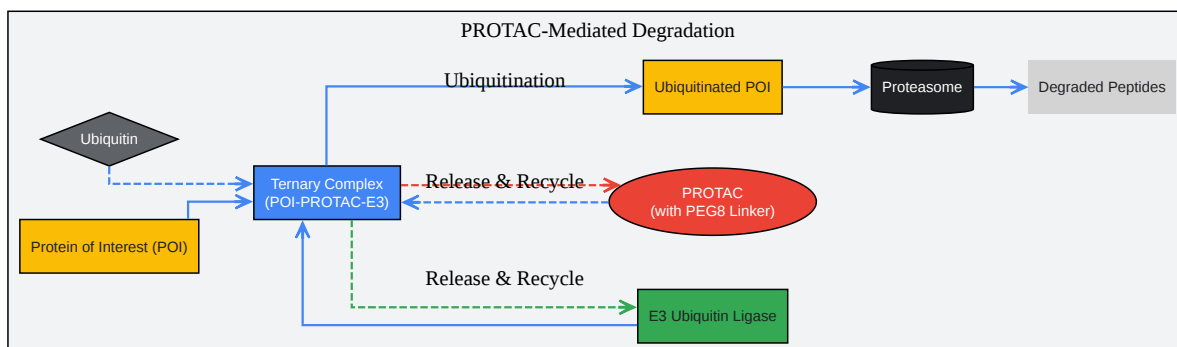 PROTAC-Mediated Degradation
Ubiquitination
Ubiquitinated POI
Proteasome
Degraded Peptides
Ubiquitin
Ternary Complex
(POI-PROTAC-E3)
Release & Recycle
PROTAC
(with PEG8 Linker)
Protein of Interest (POI)
Release & Recycle
E3 Ubiquitin Ligase